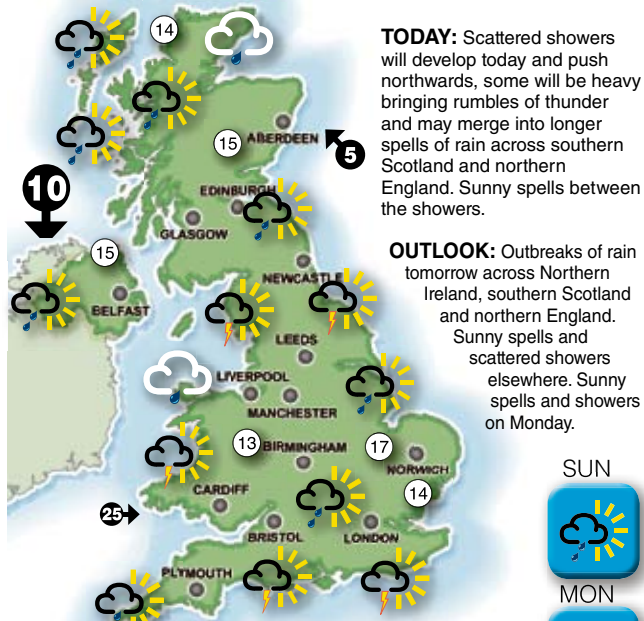 TODAY: Scattered showers
will develop today and push
northwards, some will be heavy
bringing rumbles of thunder
and may merge into longer
spells of rain across southern
Scotland and northern
England. Sunny spells between
the showers.
OUTLOOK: Outbreaks of rain
tomorrow across Northern
Ireland, southern Scotland
and northern England.
Sunny spells and
scattered showers
elsewhere. Sunny
spells and showers
on Monday.
14
15
ABERDEEN
5
10
EDINBURGH
GLASGOW
15
NEWCASTLE
BELFAST
LEEDS
LIVERPOOL
MANCHESTER
13
BIRMINGHAM
17
NORWICH
14
CARDIFF
25
BRISTOL
LONDON
PLYMOUTH
SUN
MON